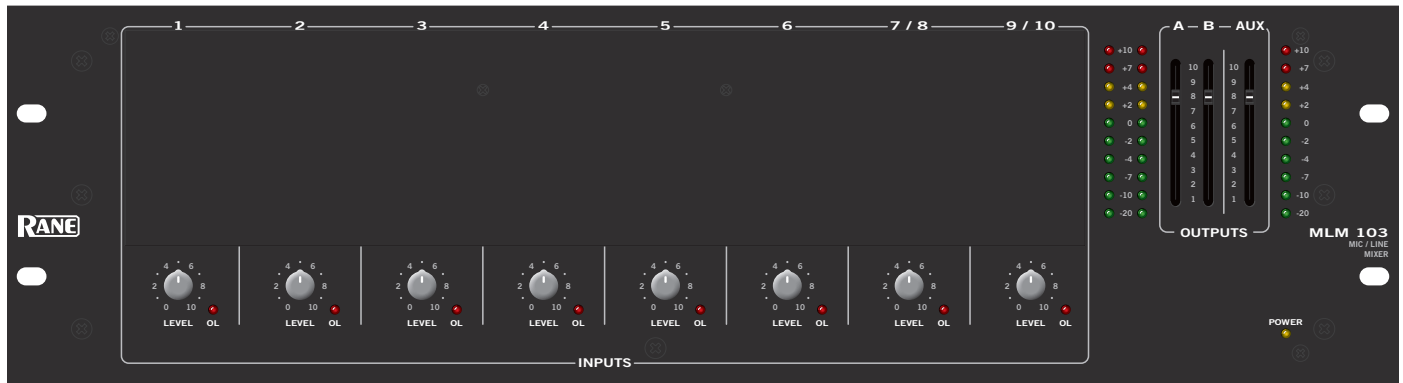 1 2 3 4 5 6 7 / 8 9 / 10
A B AUX
+10 +10
+7 10 10 +7
+4 9 9 +4
+2 8 8 +2
0 7 7 0
-2 6 6 -2
-4 5 5 -4
-7 4 4 -7
-10 3 3 -10
-20 2 2 -20
1 1
OUTPUTS
RANE
MLM 103
MIC / LINE
MIXER
4 6 4 6 4 6 4 6 4 6 4 6 4 6 4 6
2 8 2 8 2 8 2 8 2 8 2 8 2 8 2 8
0 10 0 10 0 10 0 10 0 10 0 10 0 10 0 10
LEVEL OL LEVEL OL LEVEL OL LEVEL OL LEVEL OL LEVEL OL LEVEL OL LEVEL OL
POWER
INPUTS